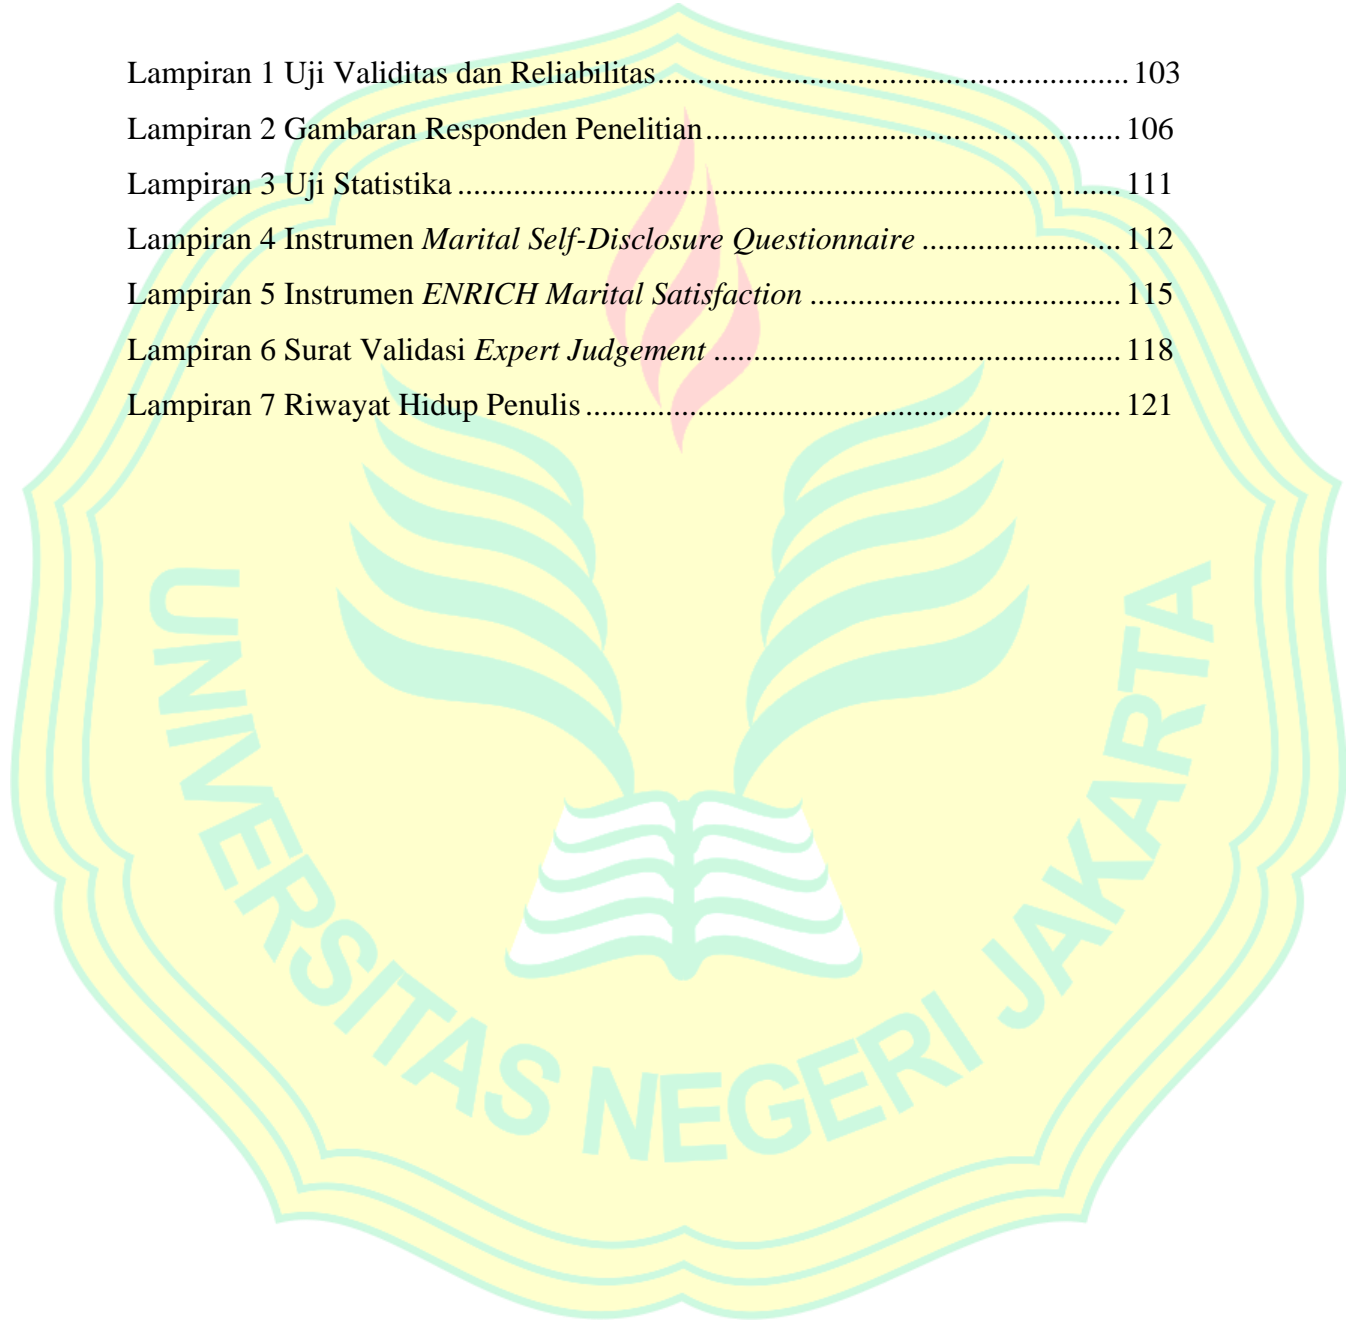 Lampiran 1 Uji Validitas dan Reliabilitas............................................................ 103
Lampiran 2 Gambaran Responden Penelitian..................................................... 106
Lampiran 3 Uji Statistika .................................................................................... 111
Lampiran 4 Instrumen Marital Self-Disclosure Questionnaire ......................... 112
Lampiran 5 Instrumen ENRICH Marital Satisfaction ....................................... 115
Lampiran 6 Surat Validasi Expert Judgement .................................................... 118
Lampiran 7 Riwayat Hidup Penulis .................................................................... 121
UNIVERSITAS NEGERI JAKARTA